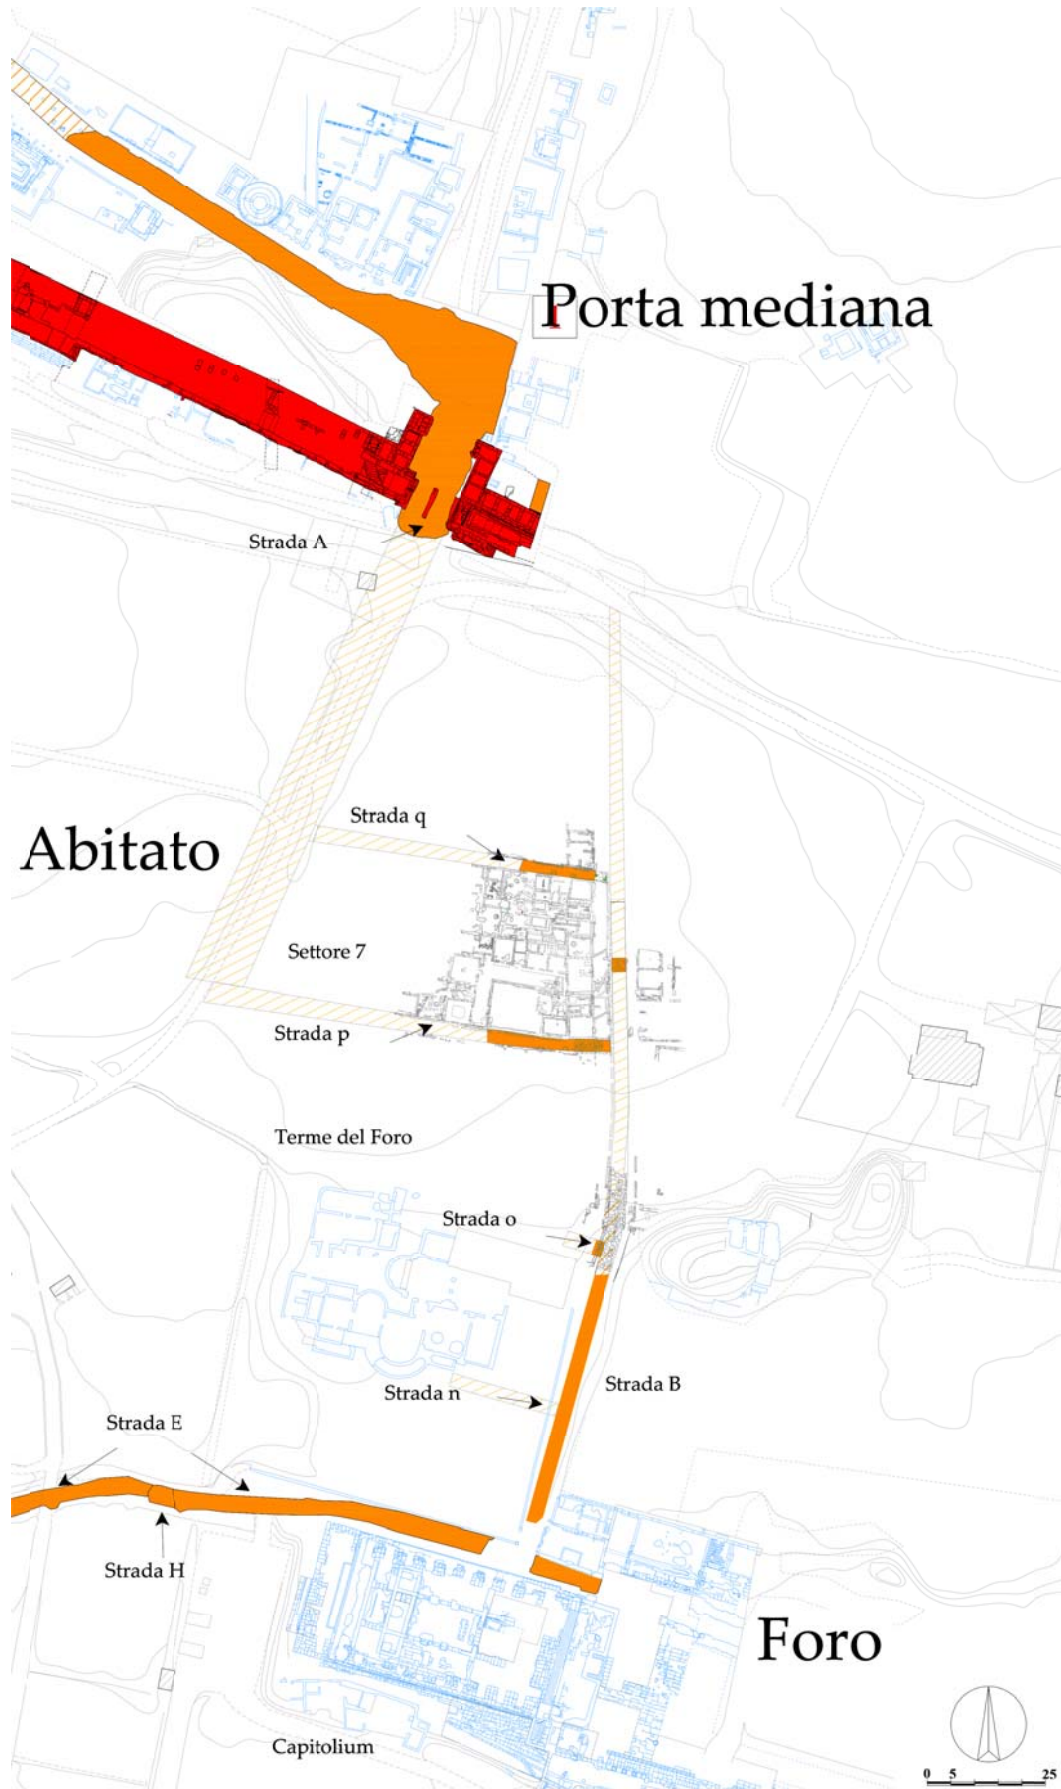 Porta mediana
Strada A
Strada q
Abitato
Settore 7
Strada p
Terme del Foro
Strada o
Strada B
Strada n
Strada E
Strada H
Foro
Capitolium
0 5 25